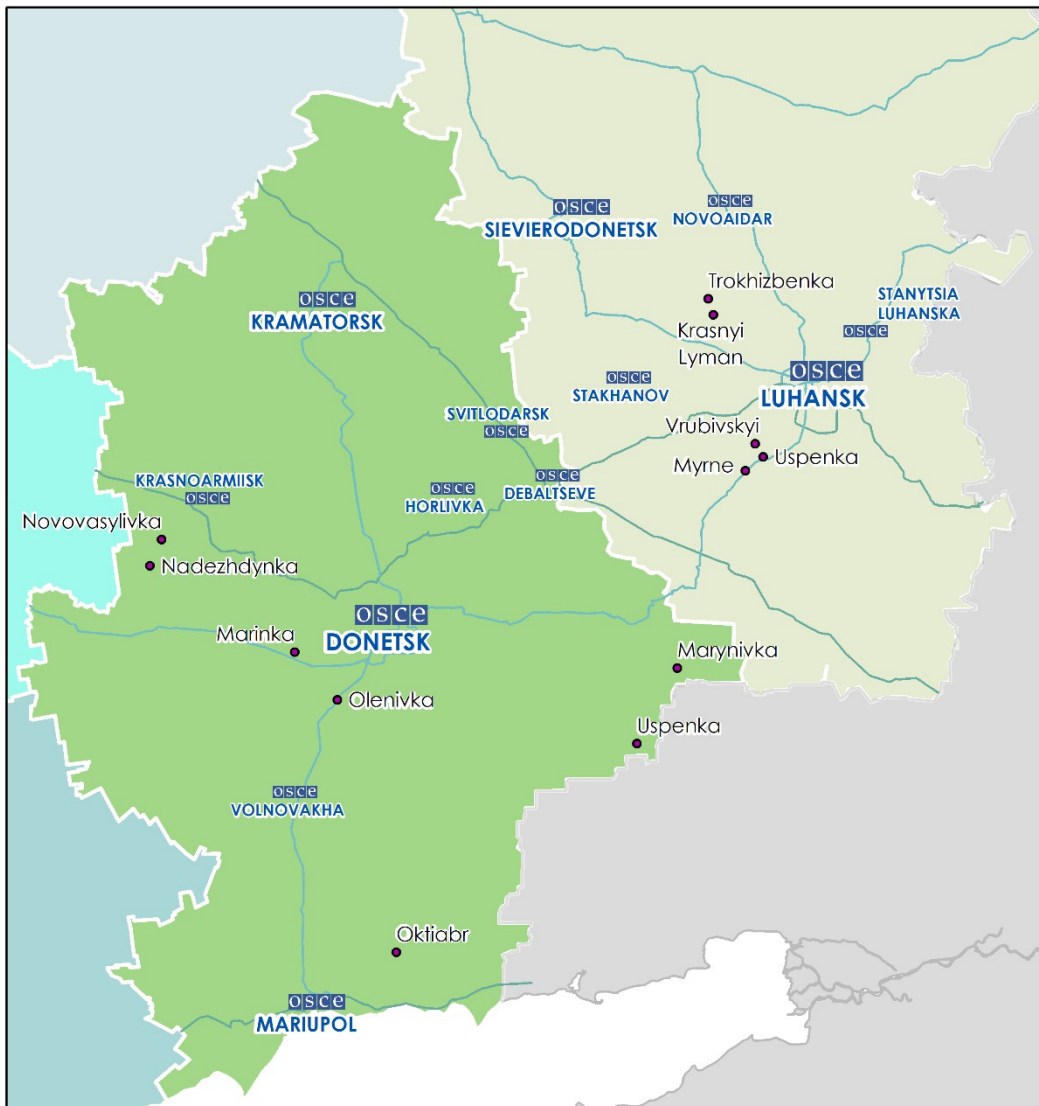 osce
SIEVIERODONETSK
osce
NOVOAIDAR
Trokhizbenka
Krasnyi
Lyman
STANYTSIA
LUHANSKA
osce
osce
KRAMATORSK
osce
STAKHANOV
osce
LUHANSK
SVITLODARSK
osce
Vrubivskyi
Uspenka
Myrne
KRASNOARMIISK
osce
osce
HORLIVKA
osce
DEBALTSEVE
Novovasylivka
Nadezhdynka
osce
DONETSK
Marinka
Marynivka
Olenivka
Uspenka
osce
VOLNOVAKHA
Oktiabr
osce
MARIUPOL